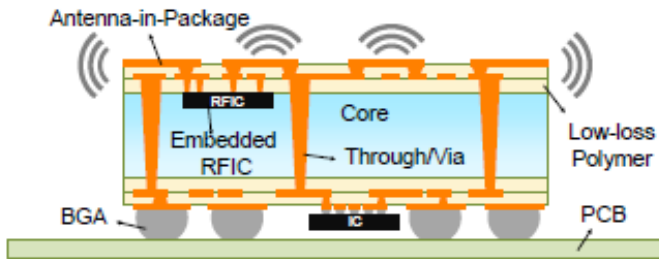 Antenna-in-Package
RFIC
Core
Embedded
RFIC
Through/Via
Low-loss
Polymer
BGA
IC
PCB